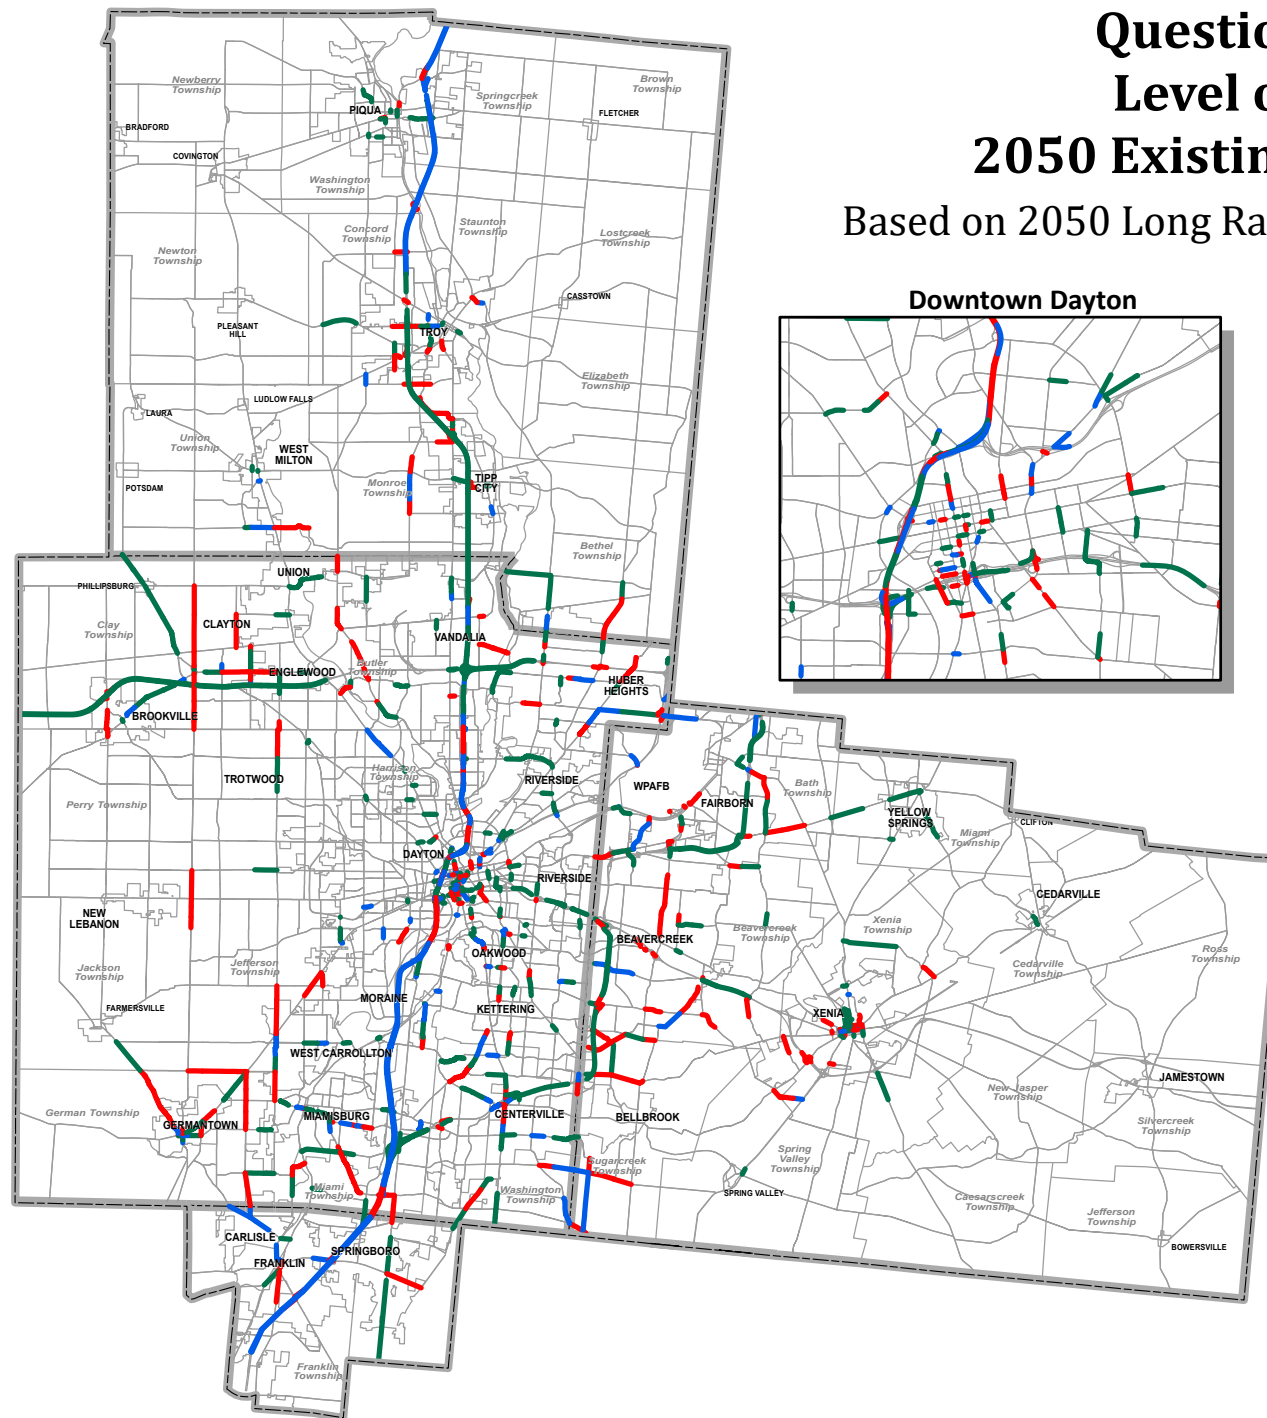 Questio
Level o
2050 Existin
Based on 2050 Long Ra
Downtown Dayton
Newberry
Township
Brown
Township
Springcreek
Township
PIQUA
FLETCHER
BRADFORD
COVINGTON
Washington
Township
Staunton
Township
Concord
Township
Lostcreek
Township
Newton
Township
CASSTOWN
PLEASANT
HILL
TROY
Elizabeth
Township
LUDLOW FALLS
LAURA
Union
Township
WEST
MILTON
Monroe
Township
TIPP
CITY
POTSDAM
Bethel
Township
UNION
PHILLIPSBURG
Clay
Township
CLAYTON
VANDALIA
Butler
Township
ENGLEWOOD
HUBER
HEIGHTS
BROOKVILLE
TROTWOOD
Harrison
Township
RIVERSIDE
WPAFB
FAIRBORN
Bath
Township
Perry Township
YELLOW
SPRINGS
CLIFTON
Miami
Township
DAYTON
RIVERSIDE
CEDARVILLE
NEW
LEBANON
Xenia
Township
Beavercreek
Township
BEAVERCREEK
OAKWOOD
Ross
Township
Jackson
Township
Jefferson
Township
Cedarville
Township
MORAINE
FARMERSVILLE
KETTERING
XENIA
WEST CARROLLTON
JAMESTOWN
New Jasper
Township
German Township
GERMANTOWN
MIAMISBURG
CENTERVILLE
BELLBROOK
Silvercreek
Township
Spring
Valley
Township
Sugarcreek
Township
Miami
Township
Washington
Township
SPRING VALLEY
Caesarscreek
Township
Jefferson
Township
CARLISLE
SPRINGBORO
BOWERSVILLE
FRANKLIN
Franklin
Township